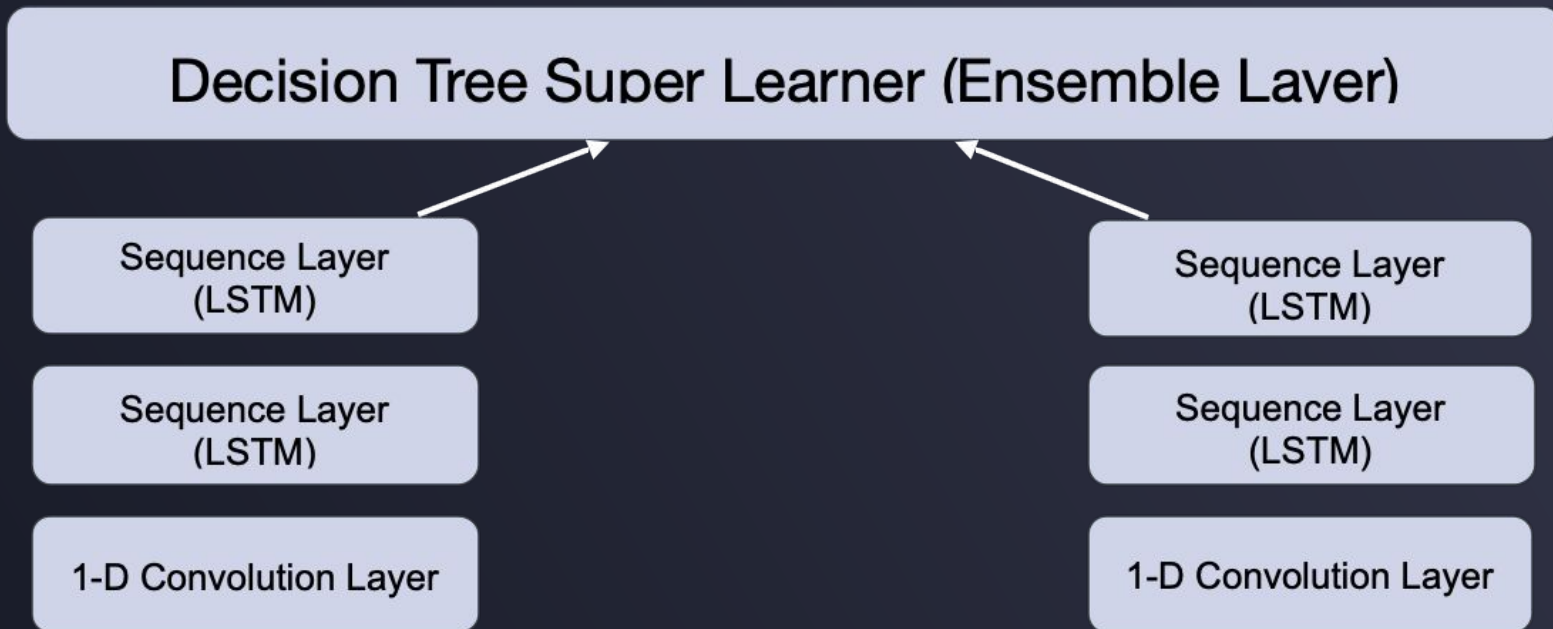 Decision Tree Super Learner (Ensemble Layer)
Sequence Layer
(LSTM)
Sequence Layer
(LSTM)
1-D Convolution Layer
Sequence Layer
(LSTM)
Sequence Layer
(LSTM)
1-D Convolution Layer